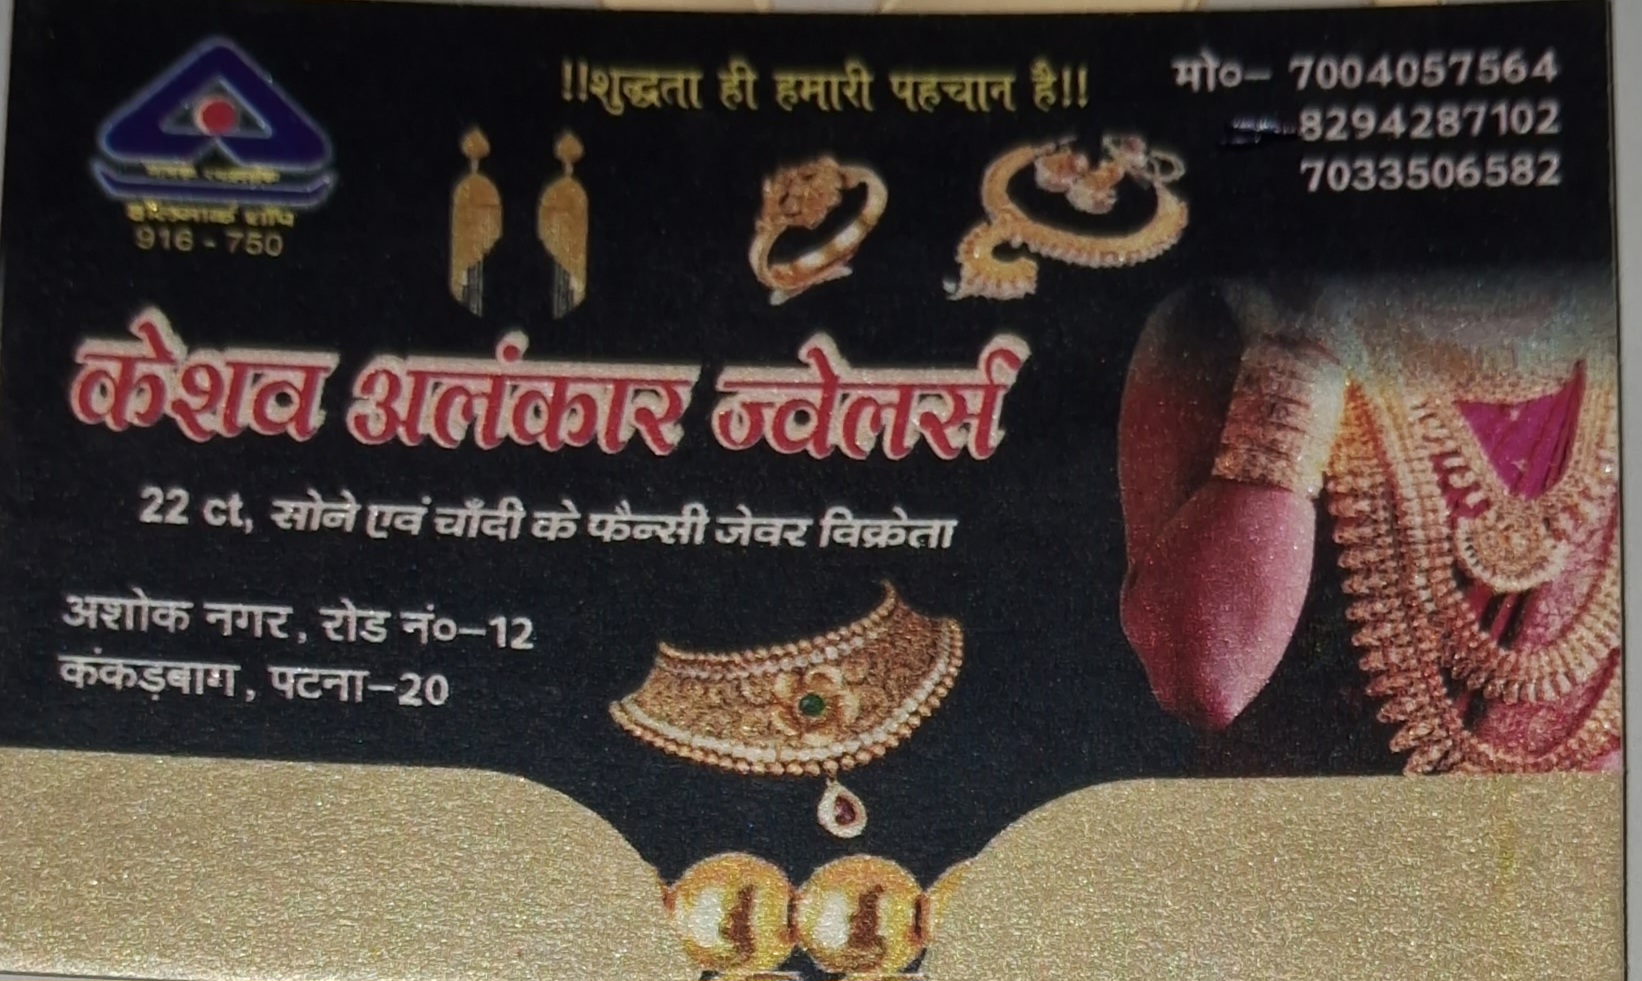 !!शुद्धता ही हमारी पहचान है!!
मो०– 7004057564
8294287102
7033506582
हॉलमार्क शॉप
916 - 750
केशव अलंकार ज्वेलर्स
22 ct, सोने एवं चाँदी के फैन्सी जेवर विक्रेता
अशोक नगर, रोड नं०–12
कंकड़बाग, पटना–20